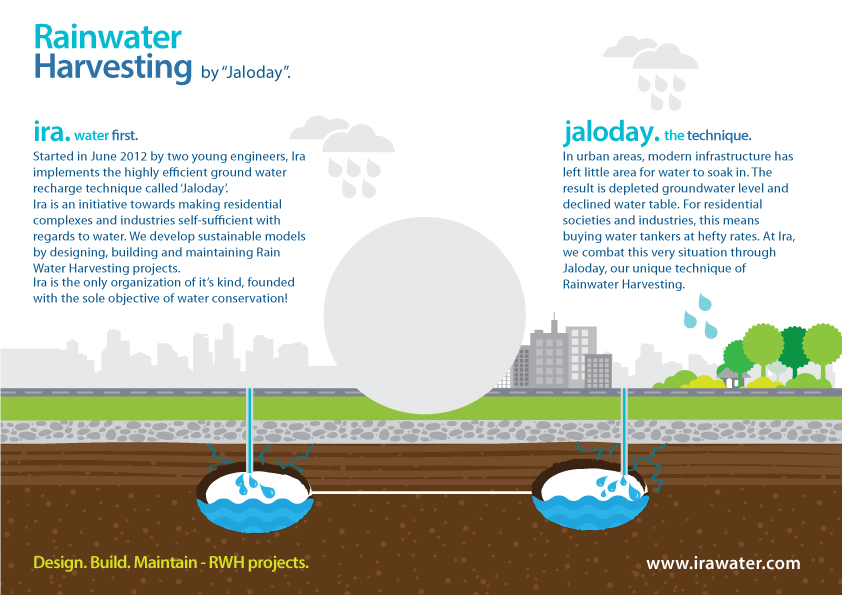 Rainwater
Harvesting by “Jaloday”.
ira. water first.
Started in June 2012 by two young engineers, Ira
implements the highly efficient ground water
recharge technique called ‘Jaloday’.
Ira is an initiative towards making residential
complexes and industries self-sufficient with
regards to water. We develop sustainable models
by designing, building and maintaining Rain
Water Harvesting projects.
Ira is the only organization of it’s kind, founded
with the sole objective of water conservation!
jaloday. the technique.
In urban areas, modern infrastructure has
left little area for water to soak in. The
result is depleted groundwater level and
declined water table. For residential
societies and industries, this means
buying water tankers at hefty rates. At Ira,
we combat this very situation through
Jaloday, our unique technique of
Rainwater Harvesting.
Design. Build. Maintain - RWH projects.
www.irawater.com